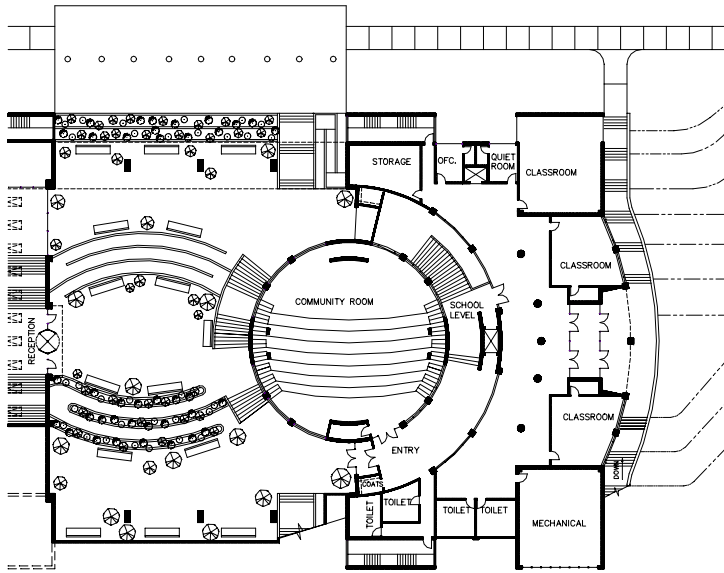 STORAGE
OFC.
QUIET
ROOM
CLASSROOM
CLASSROOM
COMMUNITY ROOM
SCHOOL
LEVEL
RECEPTION
CLASSROOM
ENTRY
DOWN
COATS
TOILET
TOILET
TOILET
TOILET
MECHANICAL